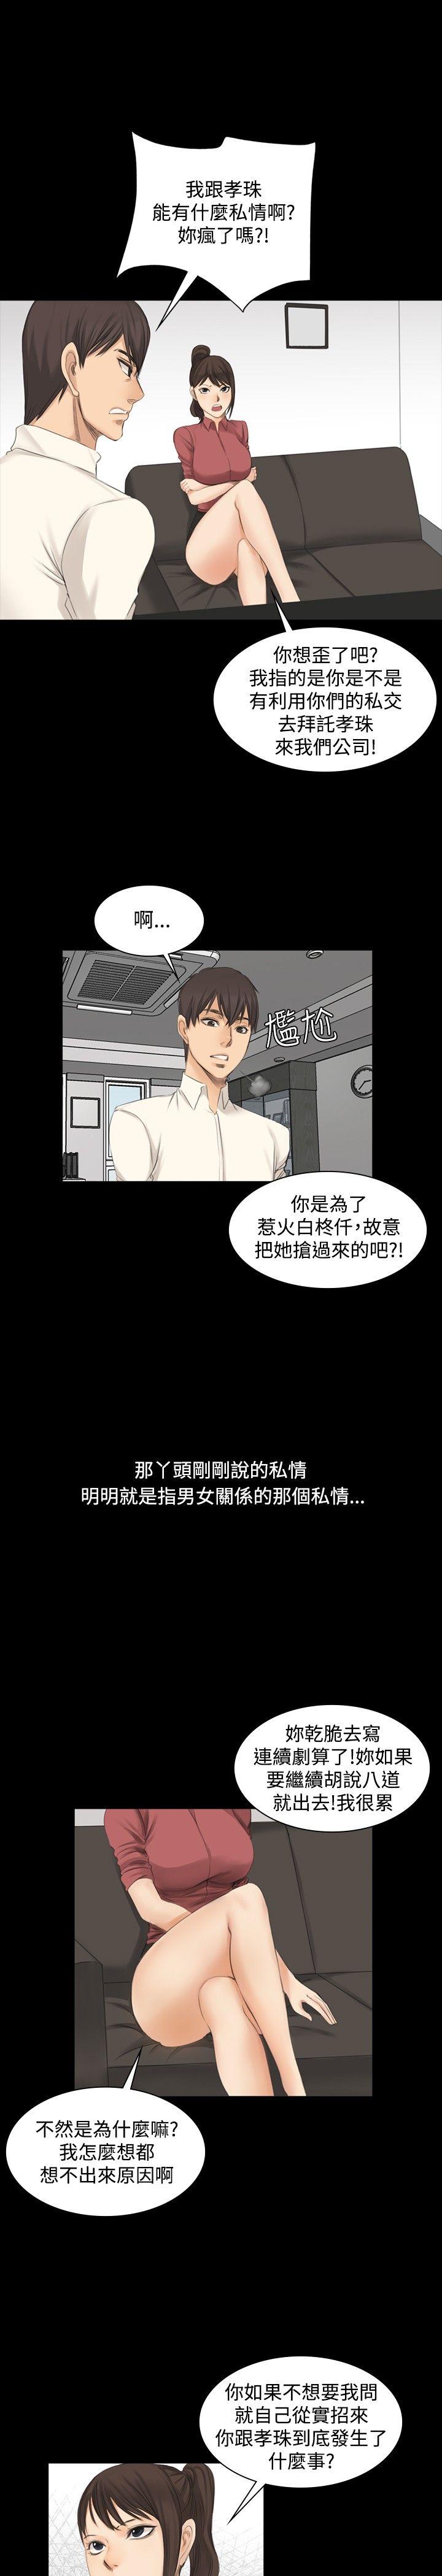 我跟孝珠
能有什麼私情啊?
妳瘋了嗎?!
你想歪了吧?
我指的是你是不是
有利用你們的私交
去拜託孝珠
來我們公司!
啊...
尷尬
你是為了
惹火白柊仟,故意
把她搶過來的吧?!
那丫頭剛剛說的私情
明明就是指男女關係的那個私情...
妳乾脆去寫
連續劇算了!妳如果
要繼續胡說八道
就出去!我很累
不然是為什麼嘛?
我怎麼想都
想不出來原因啊
你如果不想要我問
就自己從實招來
你跟孝珠到底發生了
什麼事?